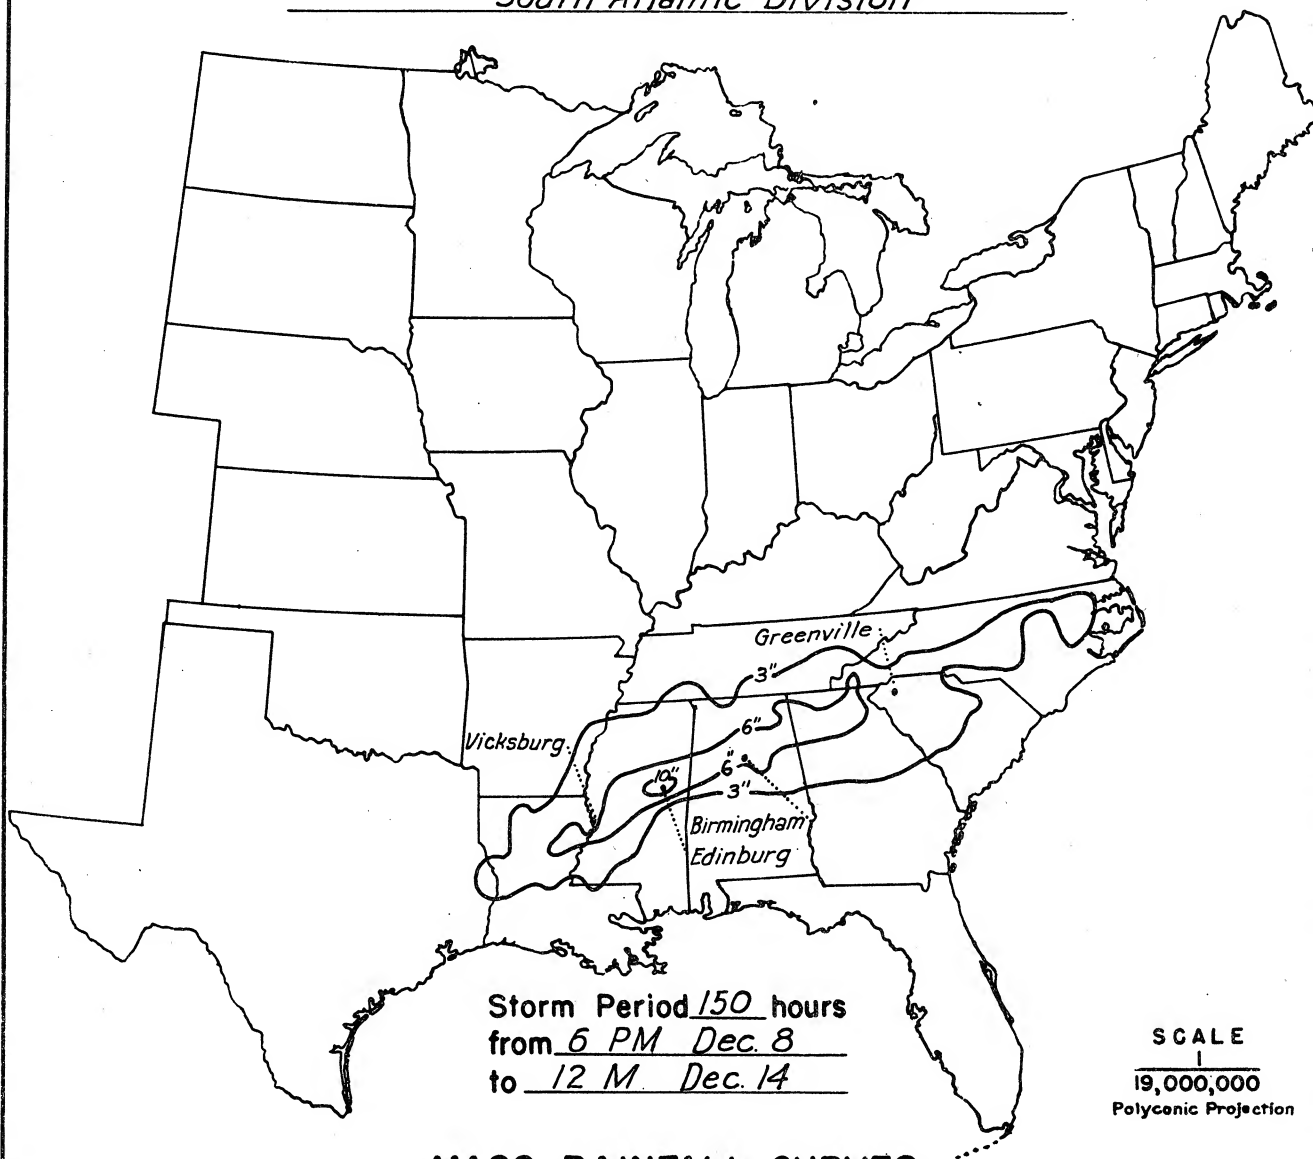 South Atlantic Division
Greenville
3"
Vicksburg
6"
10"
6"
3"
Birmingham
Edinburg
Storm Period 150 hours
from 6 PM Dec. 8
to 12 M. Dec. 14
SCALE
1
19,000,000
Polyconic Projection
MASS RAINFALL CURVES